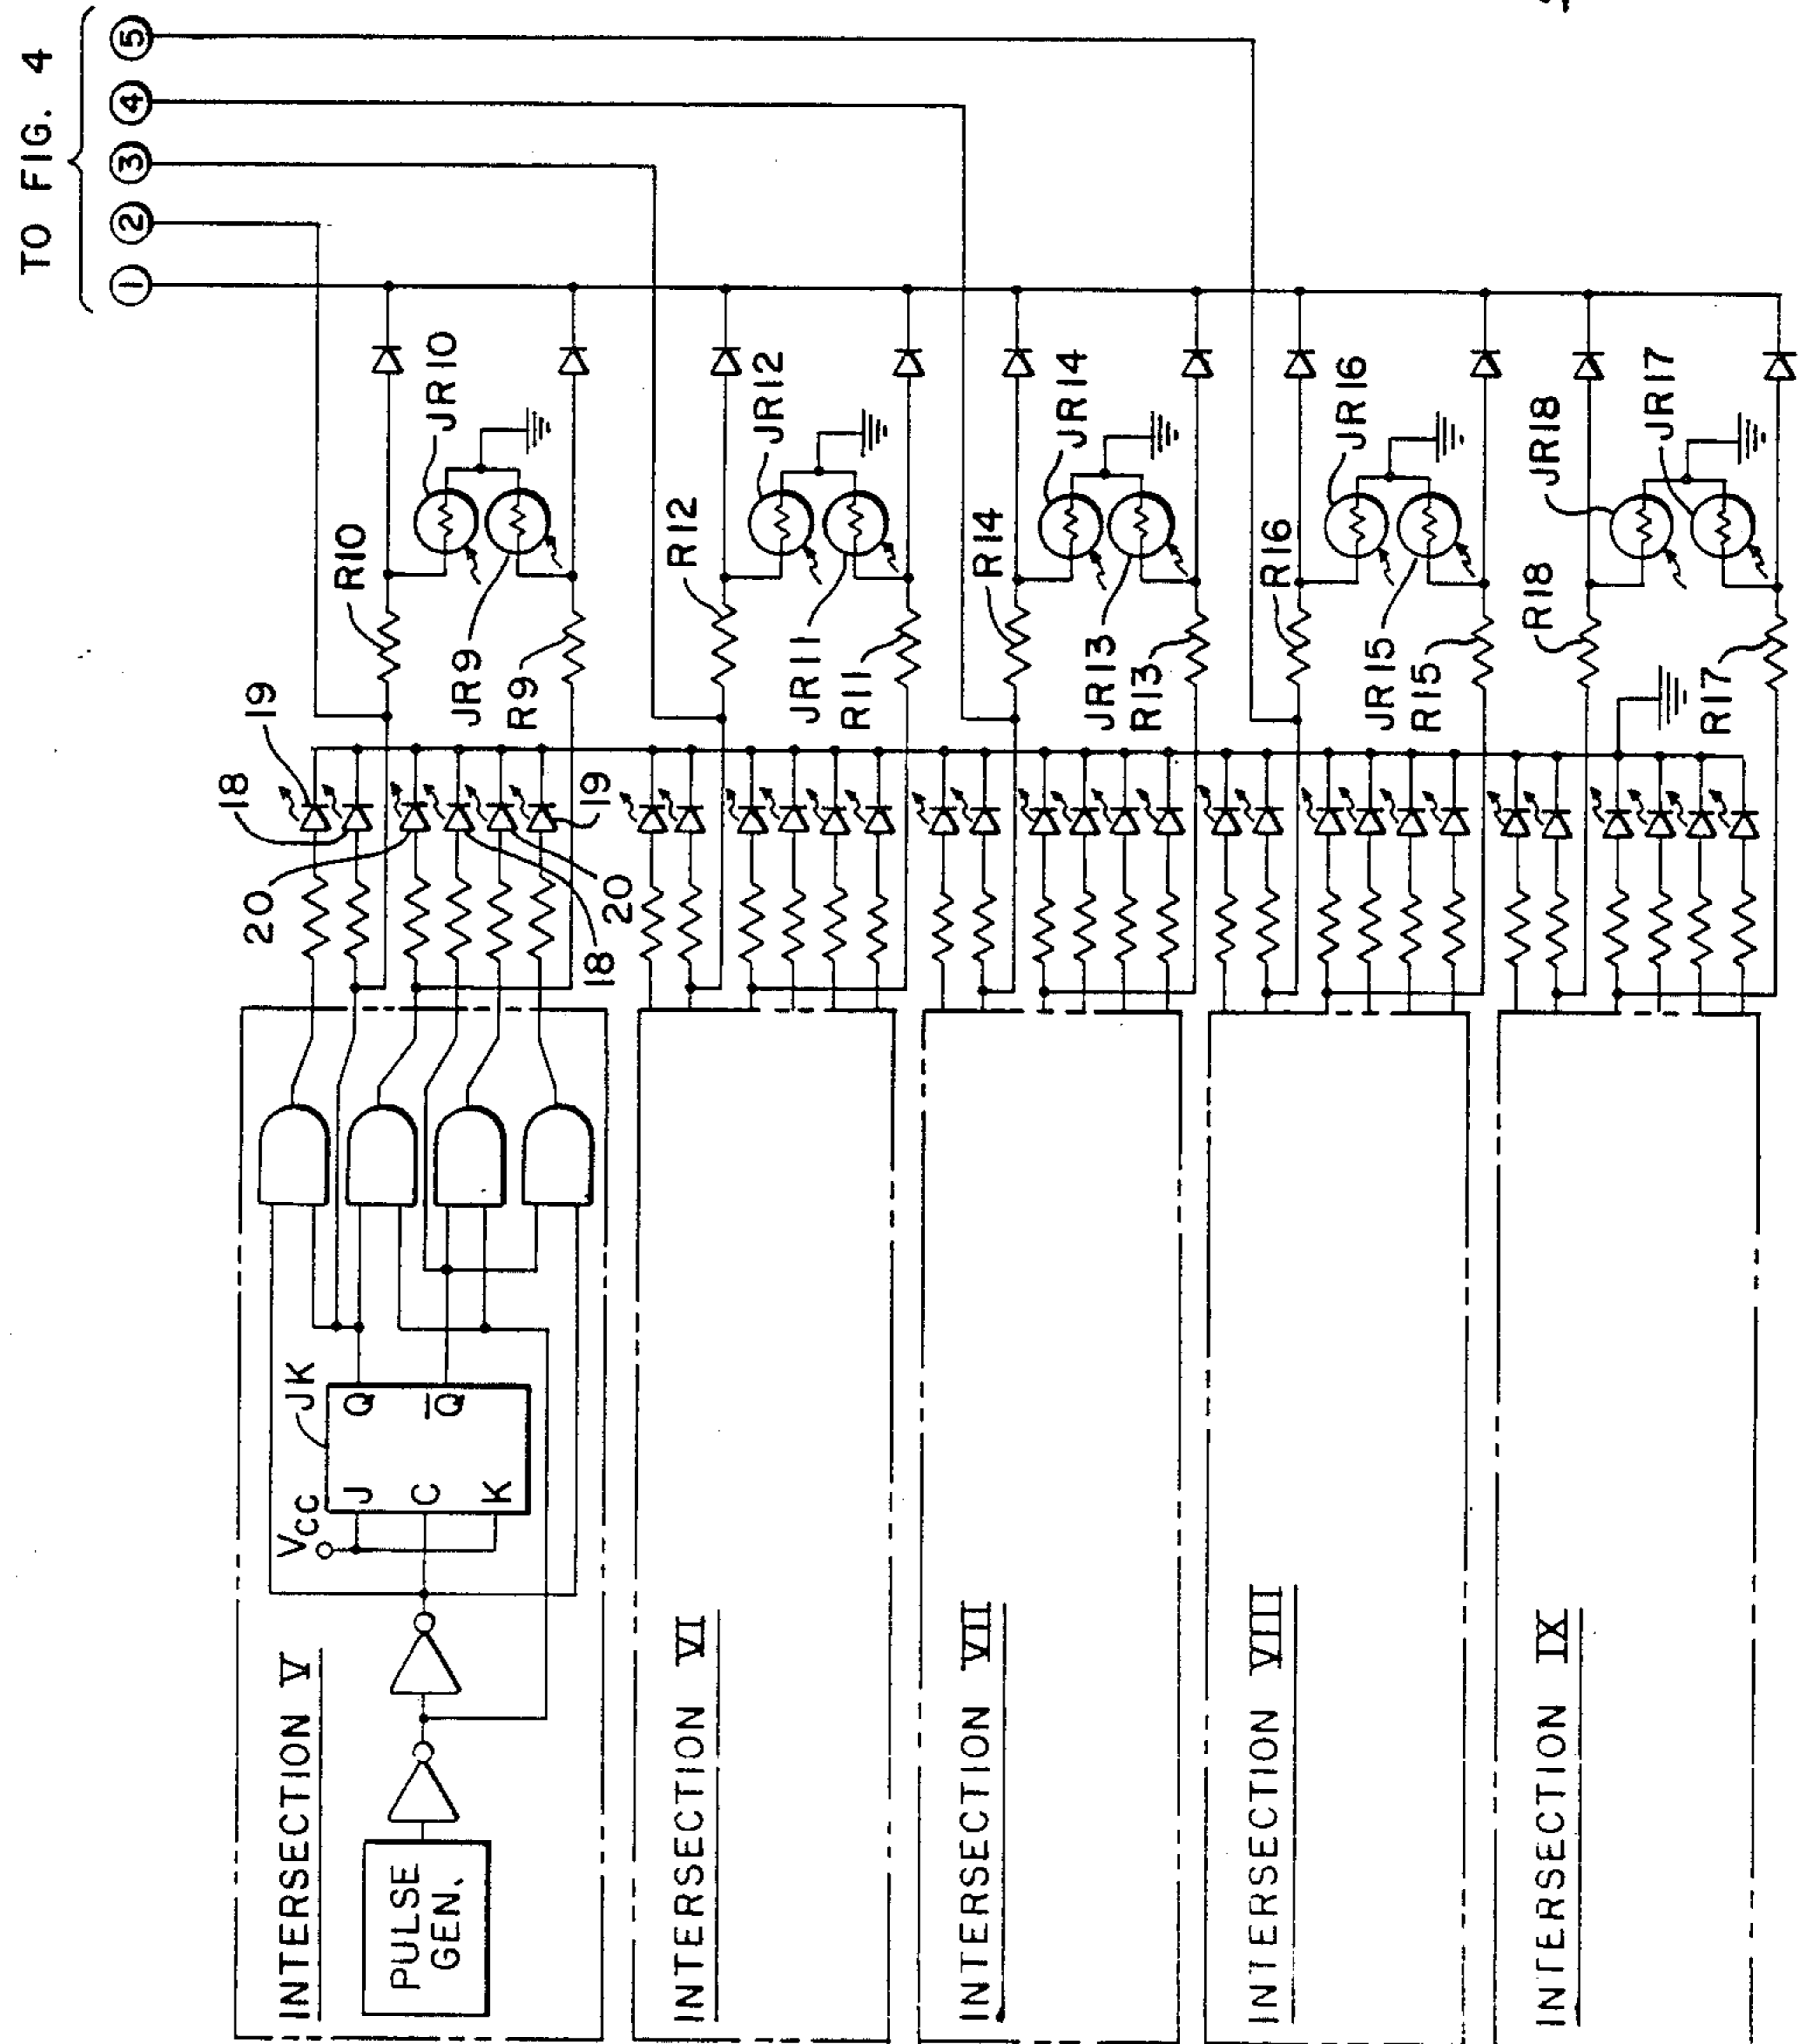 TO FIG. 4
1
2
3
4
5
R10
JR10
JR9
R9
R12
JR12
JR11
R11
R14
JR14
JR13
R13
R16
JR16
JR15
R15
R18
JR18
JR17
R17
18
19
20
18
20
19
INTERSECTION V
PULSE
GEN.
VCC
JK
J
C
K
Q
Q̅
INTERSECTION VI
INTERSECTION VII
INTERSECTION VIII
INTERSECTION IX